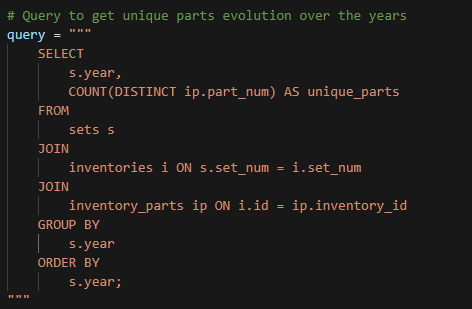 # Query to get unique parts evolution over the years
query = """
SELECT
s.year,
COUNT(DISTINCT ip.part_num) AS unique_parts
FROM
sets s
JOIN
inventories i ON s.set_num = i.set_num
JOIN
inventory_parts ip ON i.id = ip.inventory_id
GROUP BY
s.year
ORDER BY
s.year;
"""